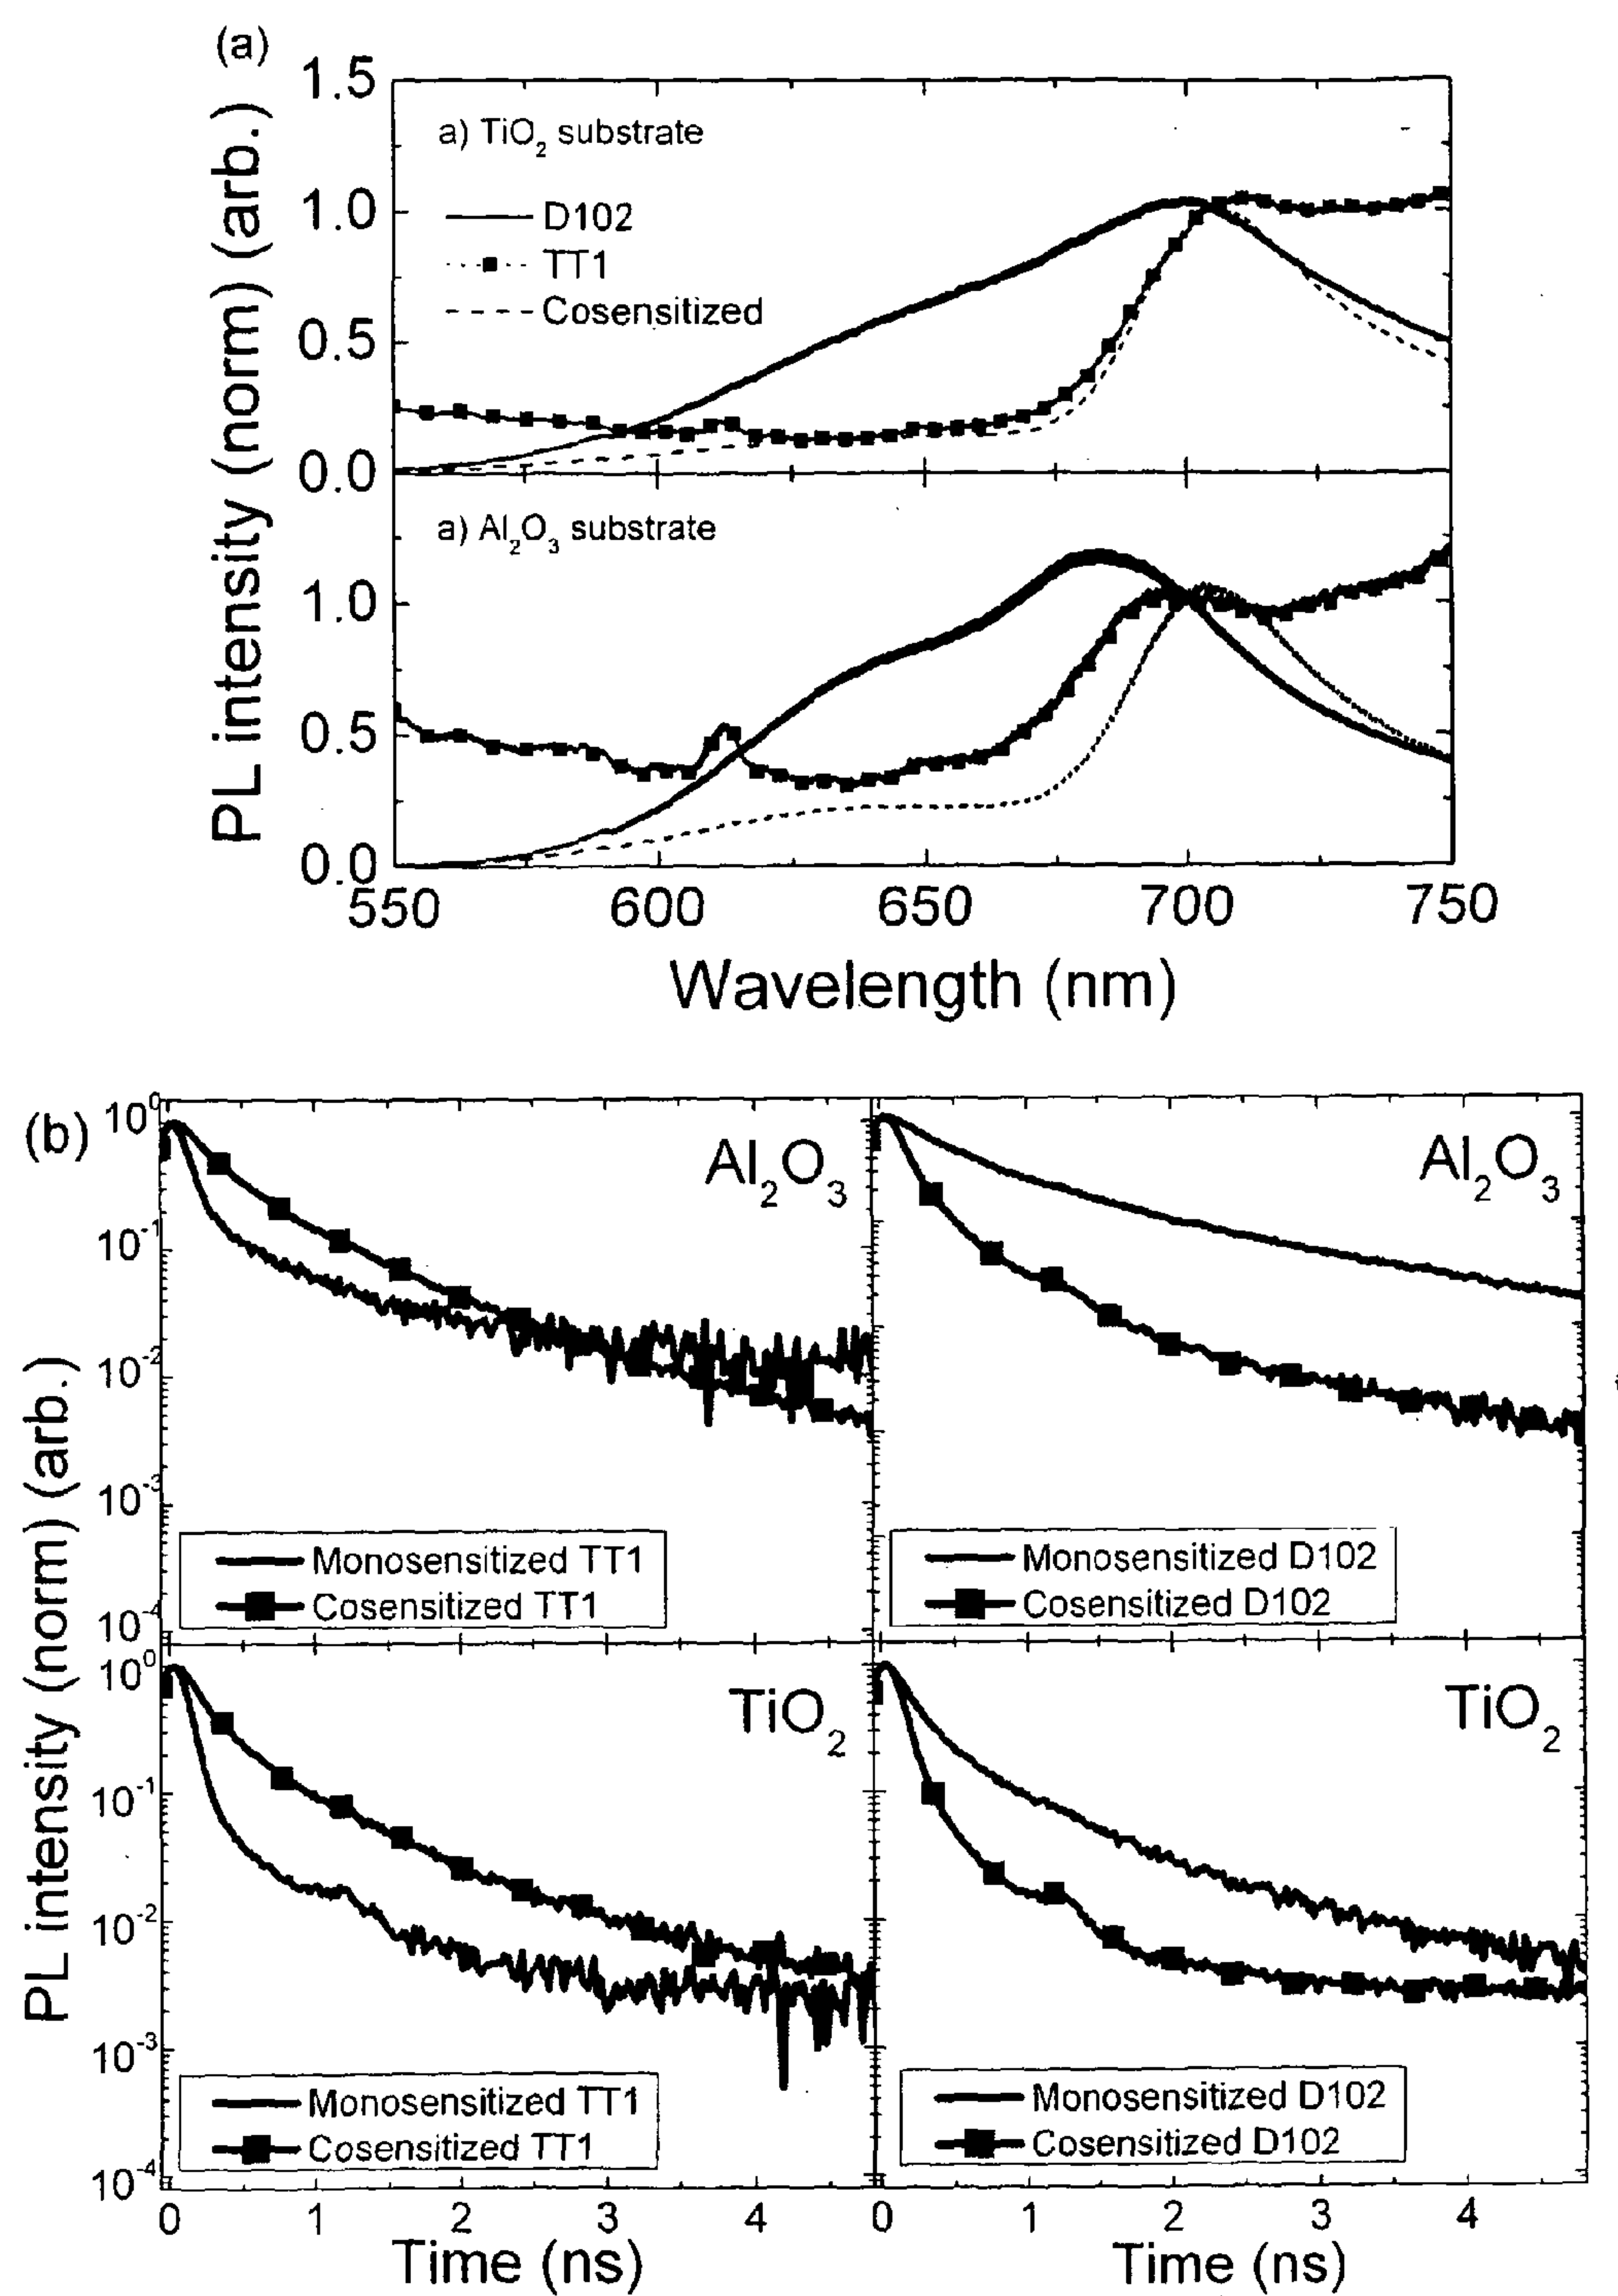 (a)
1.5
a) TiO2 substrate
1.0
D102
TT1
0.5
Cosensitized
0.0
a) Al2O3 substrate
1.0
0.5
0.0
PL intensity (norm) (arb.)
550 600 650 700 750
Wavelength (nm)
(b)
10^0
Al2O3
Al2O3
10^-1
10^-2
10^-3
Monosensitized TT1
Monosensitized D102
Cosensitized TT1
Cosensitized D102
10^-4
10^0
TiO2
TiO2
10^-1
10^-2
10^-3
Monosensitized TT1
Monosensitized D102
Cosensitized TT1
Cosensitized D102
10^-4
PL intensity (norm) (arb.)
0 1 2 3 4 0 1 2 3 4
Time (ns) Time (ns)